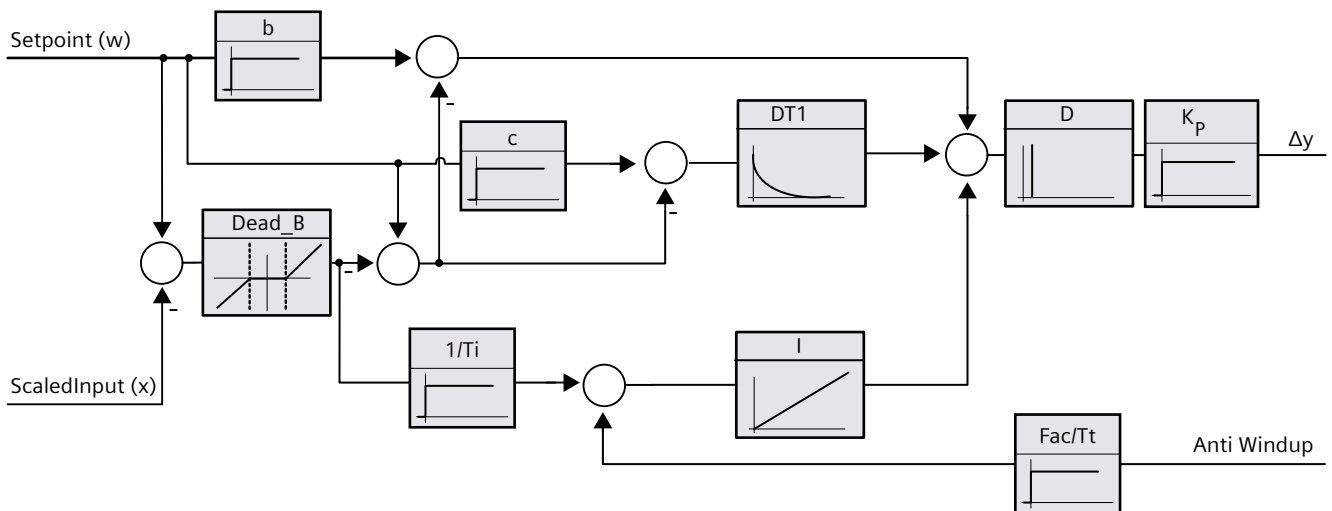 Setpoint (w)
b
c
DT1
D
K_P
Δy
-
-
Dead_B
-
-
ScaledInput (x)
1/Ti
I
Fac/Tt
Anti Windup